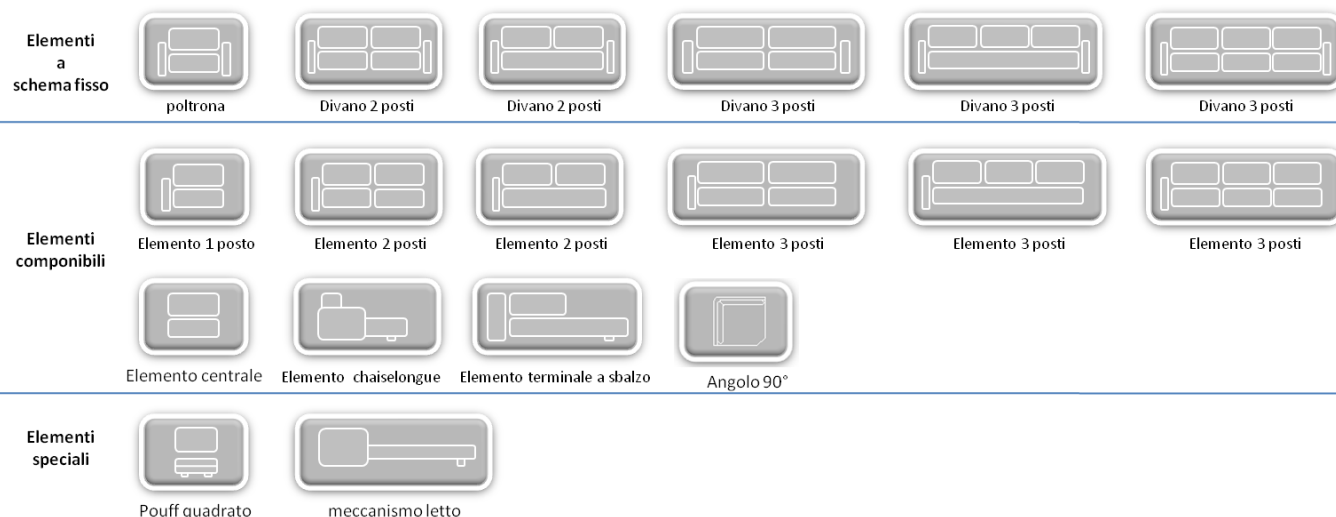 Elementi
a
schema fisso
poltrona
Divano 2 posti
Divano 2 posti
Divano 3 posti
Divano 3 posti
Divano 3 posti
Elementi
componibili
Elemento 1 posto
Elemento 2 posti
Elemento 2 posti
Elemento 3 posti
Elemento 3 posti
Elemento 3 posti
Elemento centrale
Elemento chaiselongue
Elemento terminale a sbalzo
Angolo 90°
Elementi
speciali
Pouff quadrato
meccanismo letto